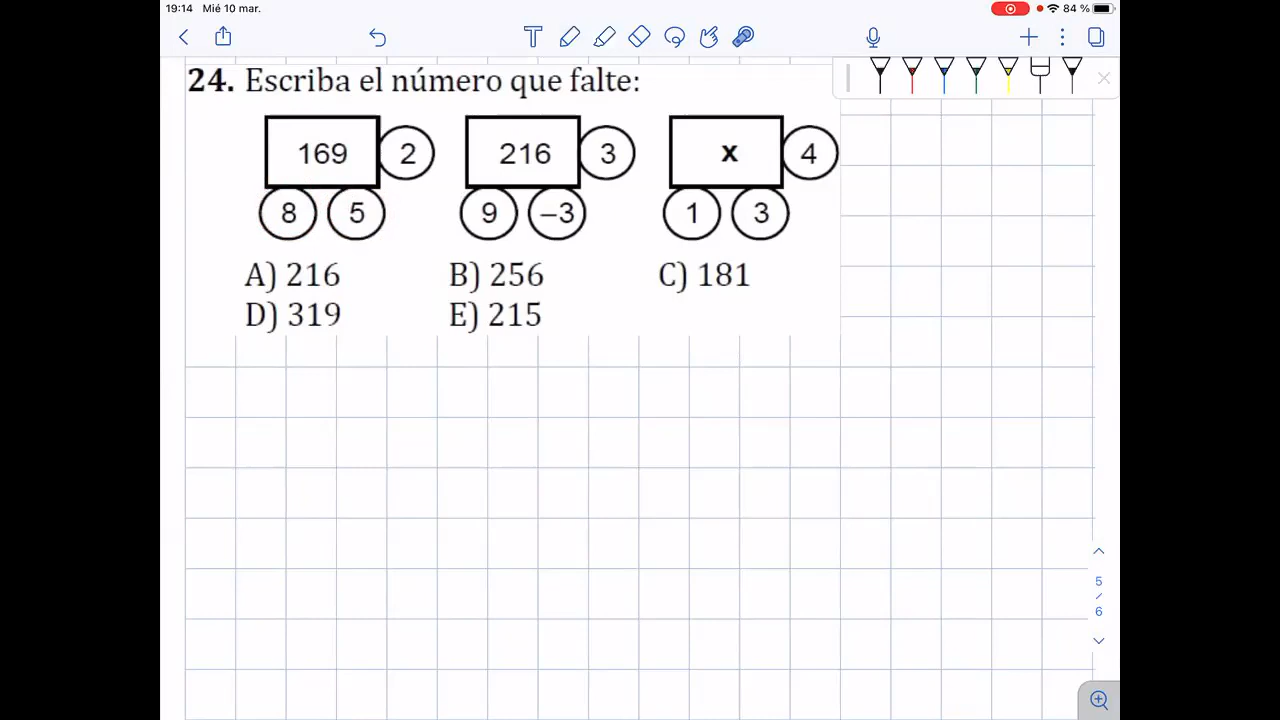 19:14 Mié 10 mar. 84 %
24. Escriba el número que falte:
169 2 216 3 x 4
8 5 9 –3 1 3
A) 216 B) 256 C) 181
D) 319 E) 215
5
6